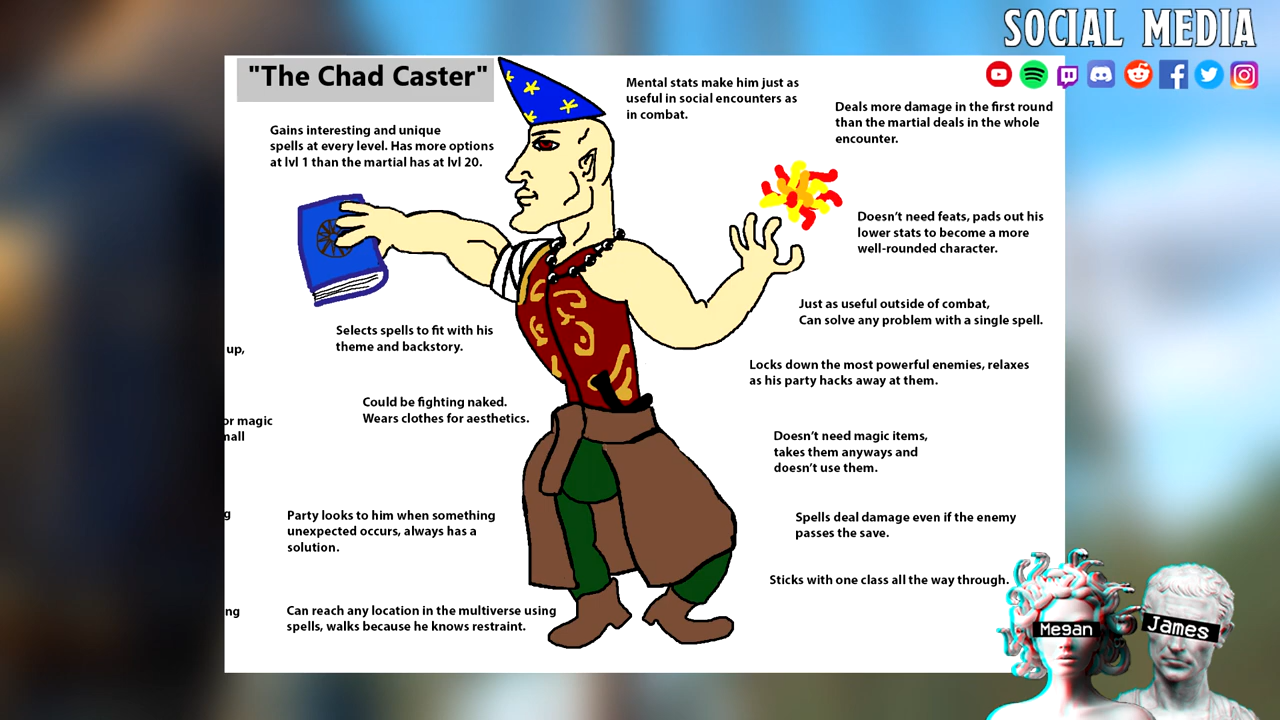 SOCIAL MEDIA
"The Chad Caster"
Mental stats make him just as
useful in social encounters as
in combat.
Deals more damage in the first round
than the martial deals in the whole
encounter.
Gains interesting and unique
spells at every level. Has more options
at lvl 1 than the martial has at lvl 20.
Doesn't need feats, pads out his
lower stats to become a more
well-rounded character.
Just as useful outside of combat,
Can solve any problem with a single spell.
Selects spells to fit with his
theme and backstory.
up,
Locks down the most powerful enemies, relaxes
as his party hacks away at them.
Could be fighting naked.
Wears clothes for aesthetics.
or magic
Doesn't need magic items,
takes them anyways and
doesn't use them.
Party looks to him when something
unexpected occurs, always has a
solution.
Spells deal damage even if the enemy
passes the save.
Sticks with one class all the way through.
ng
Can reach any location in the multiverse using
spells, walks because he knows restraint.
Megan
James